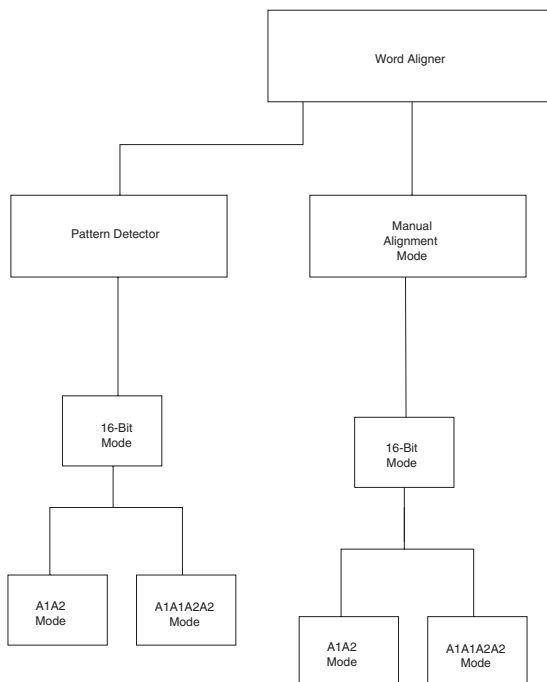 Word Aligner
Pattern Detector
Manual
Alignment
Mode
16-Bit
Mode
16-Bit
Mode
A1A2
Mode
A1A1A2A2
Mode
A1A2
Mode
A1A1A2A2
Mode